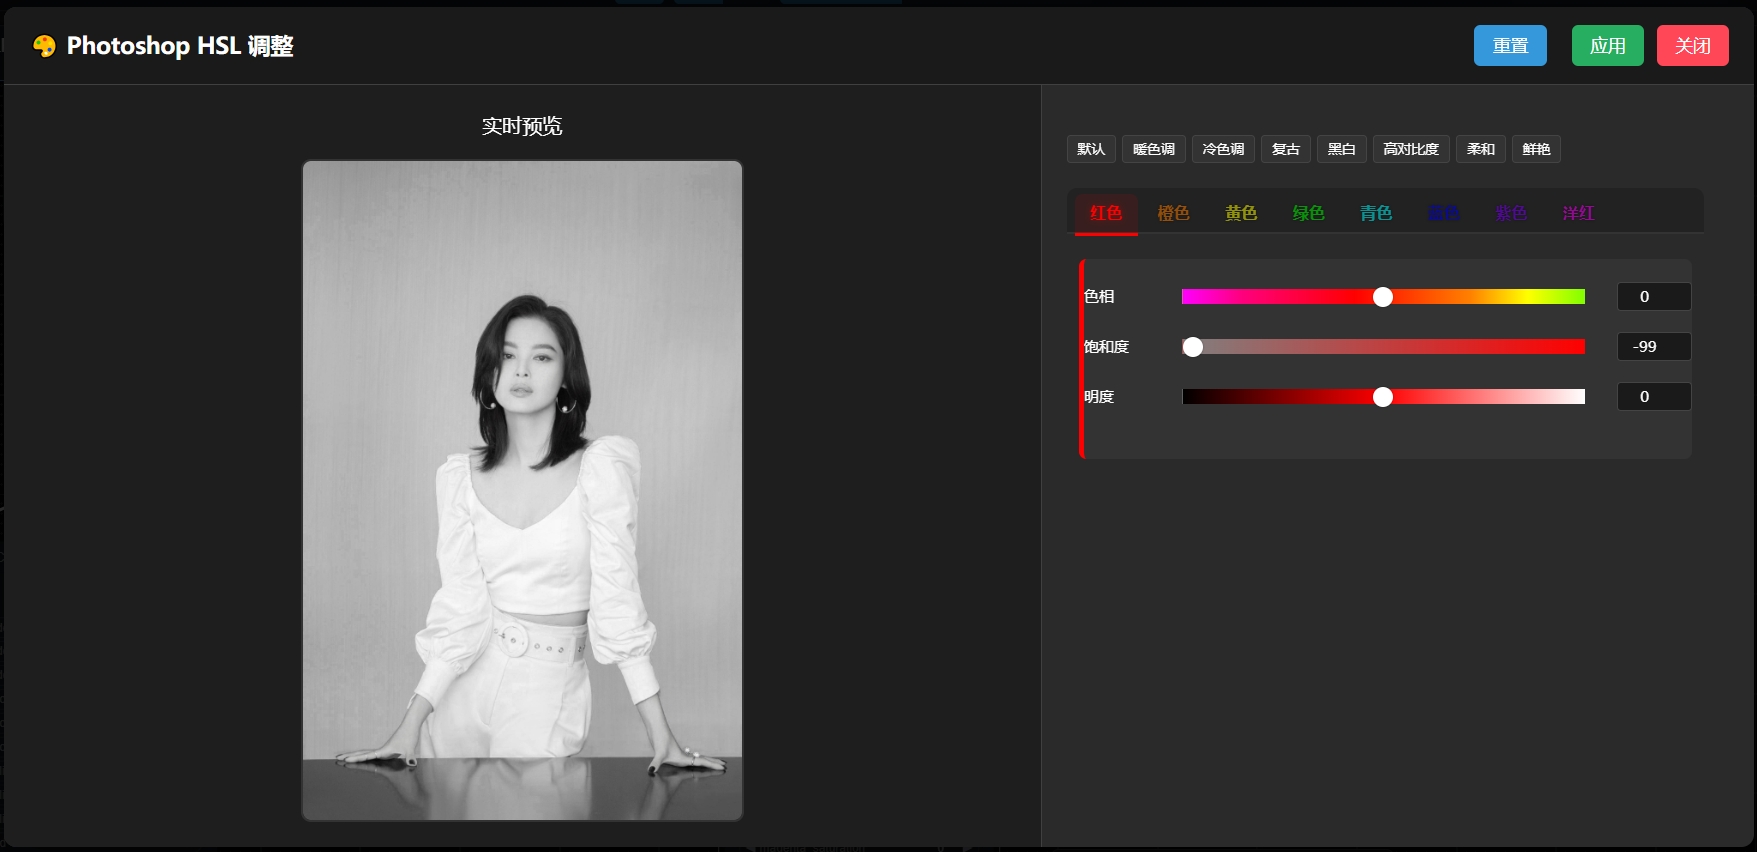 Photoshop HSL 调整
重置 应用 关闭
实时预览
默认 暖色调 冷色调 复古 黑白 高对比度 柔和 鲜艳
红色 橙色 黄色 绿色 青色 蓝色 紫色 洋红
色相 0
饱和度 -99
明度 0